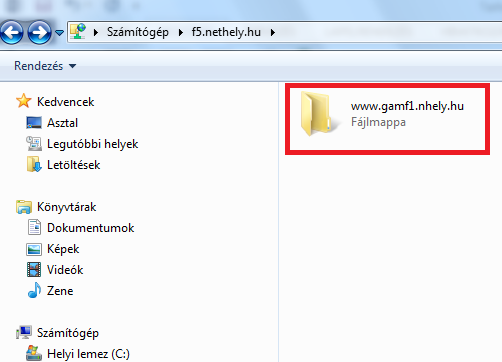 Számítógép f5.nethely.hu
Rendezés
Kedvencek
Asztal
Legutóbbi helyek
Letöltések
Könyvtárak
Dokumentumok
Képek
Videók
Zene
Számítógép
Helyi lemez (C:)
www.gamf1.nhely.hu
Fájlmappa